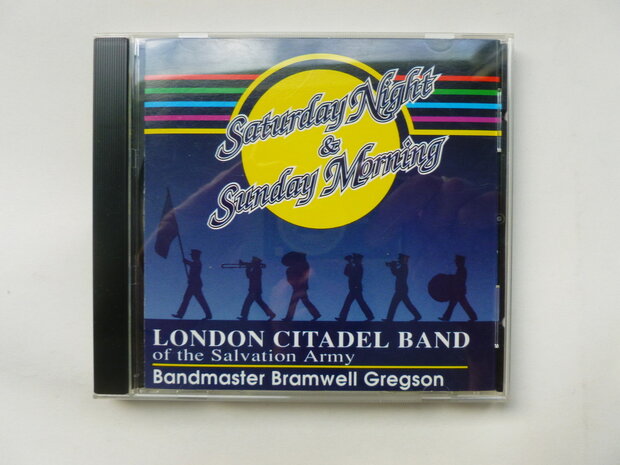 Saturday Night
&
Sunday Morning
LONDON CITADEL BAND
of the Salvation Army
Bandmaster Bramwell Gregson